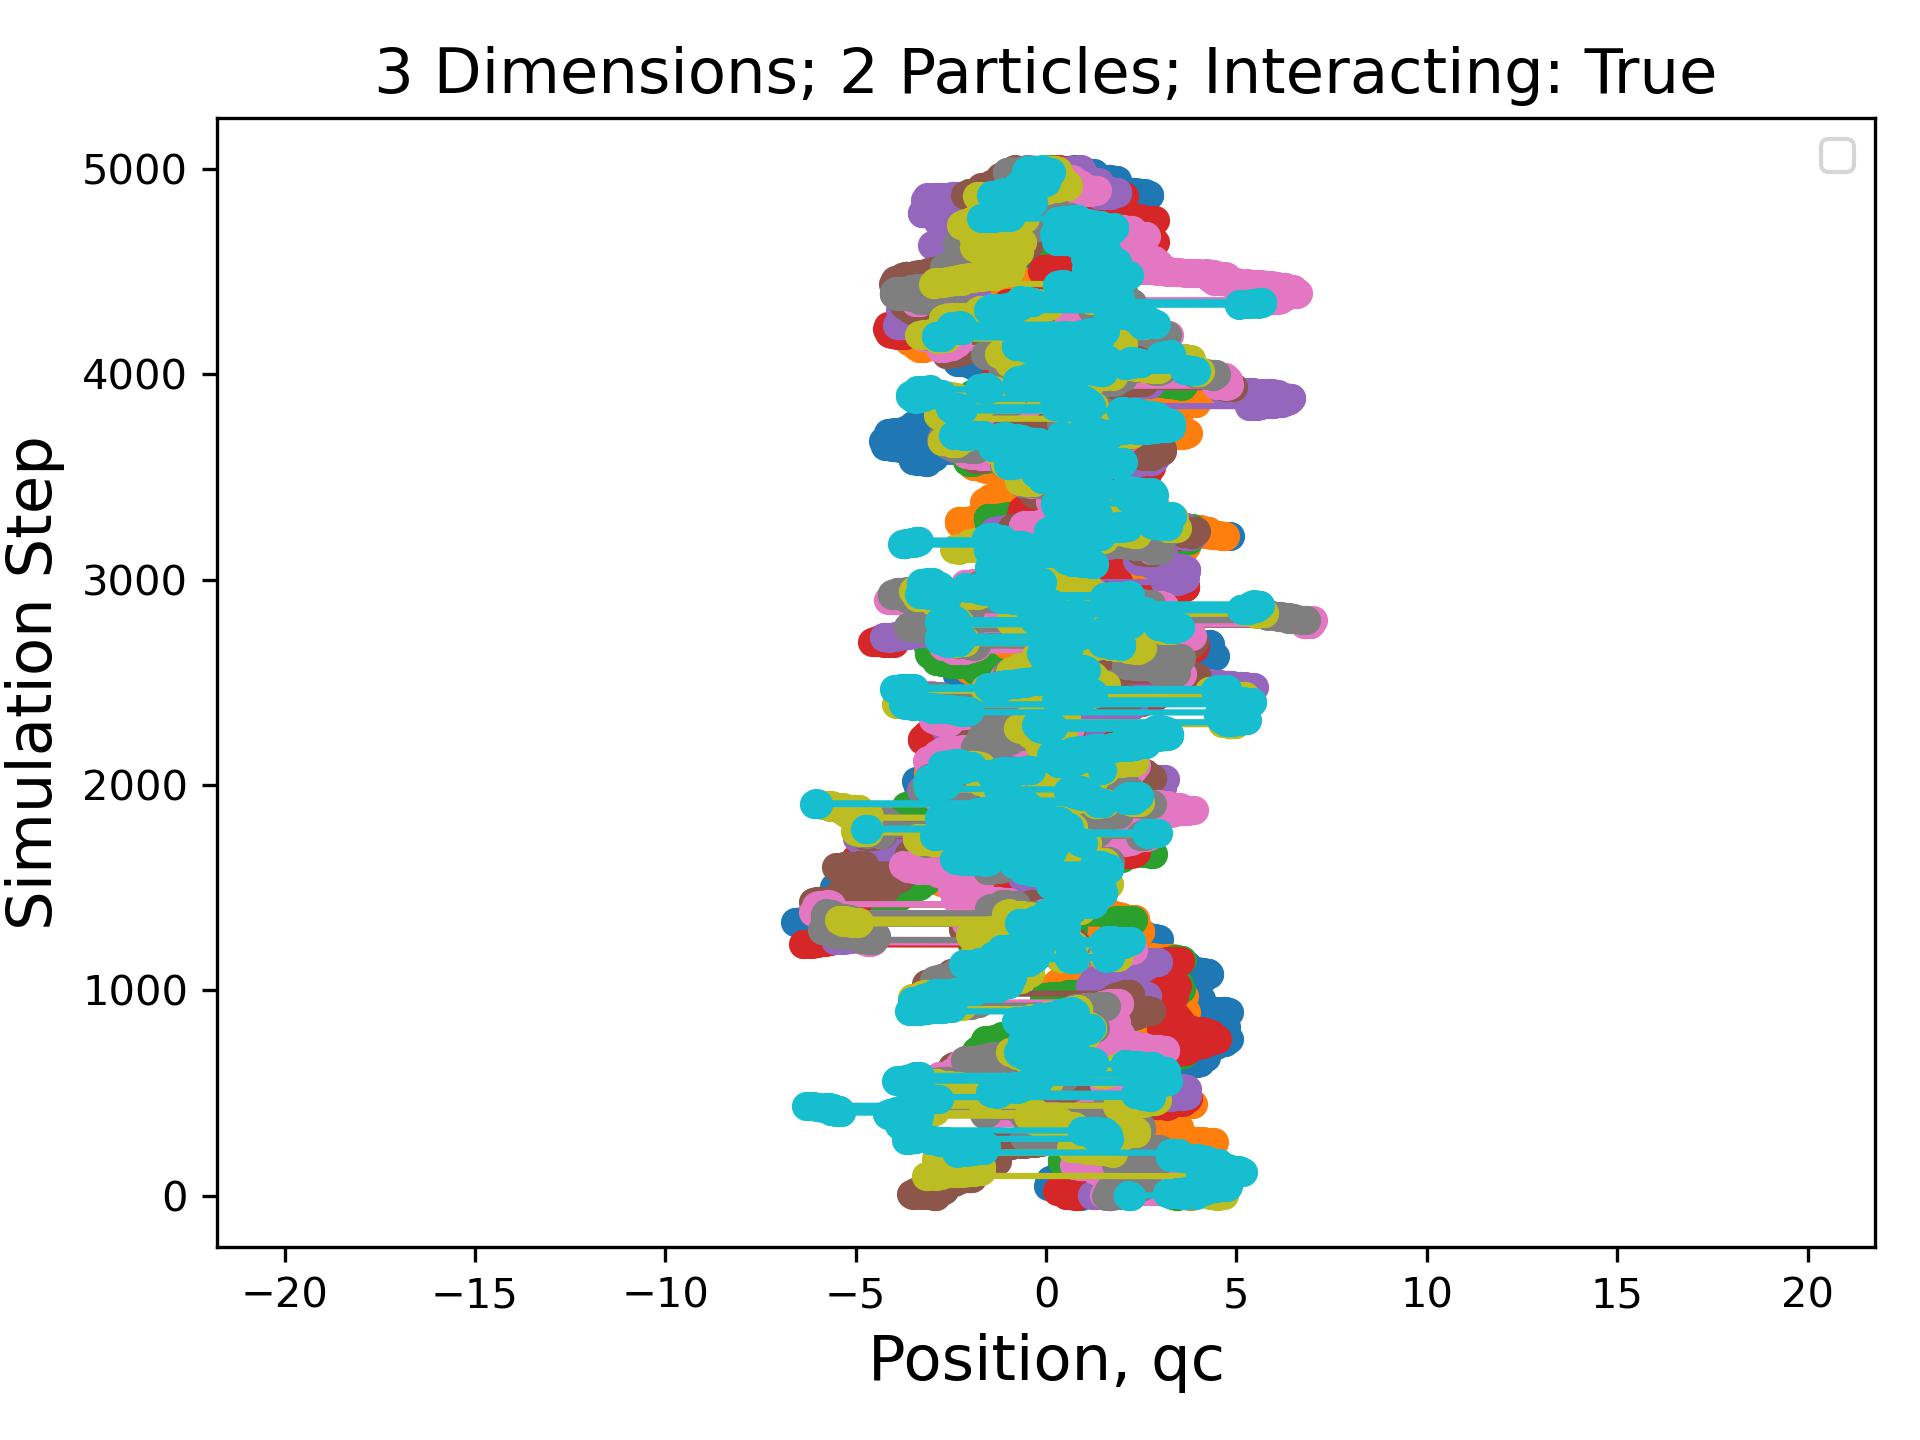 3 Dimensions; 2 Particles; Interacting: True
Simulation Step
5000
4000
3000
2000
1000
0
−20 −15 −10 −5 0 5 10 15 20
Position, qc